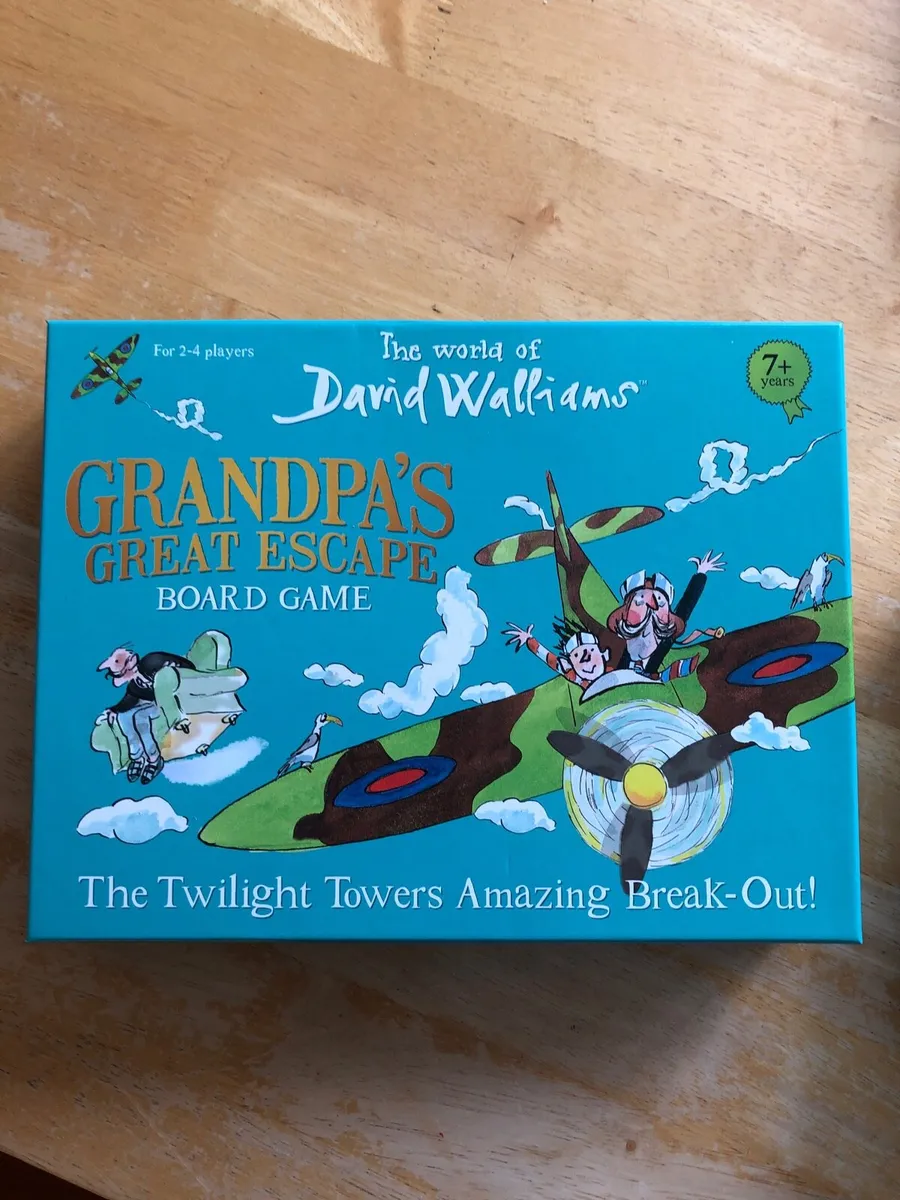 For 2-4 players
The world of
David Walliams™
7+
years
GRANDPA'S
GREAT ESCAPE
BOARD GAME
The Twilight Towers Amazing Break-Out!